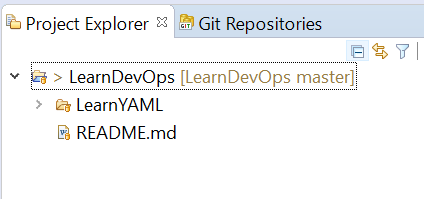 Project Explorer Git Repositories
> LearnDevOps [LearnDevOps master]
LearnYAML
README.md